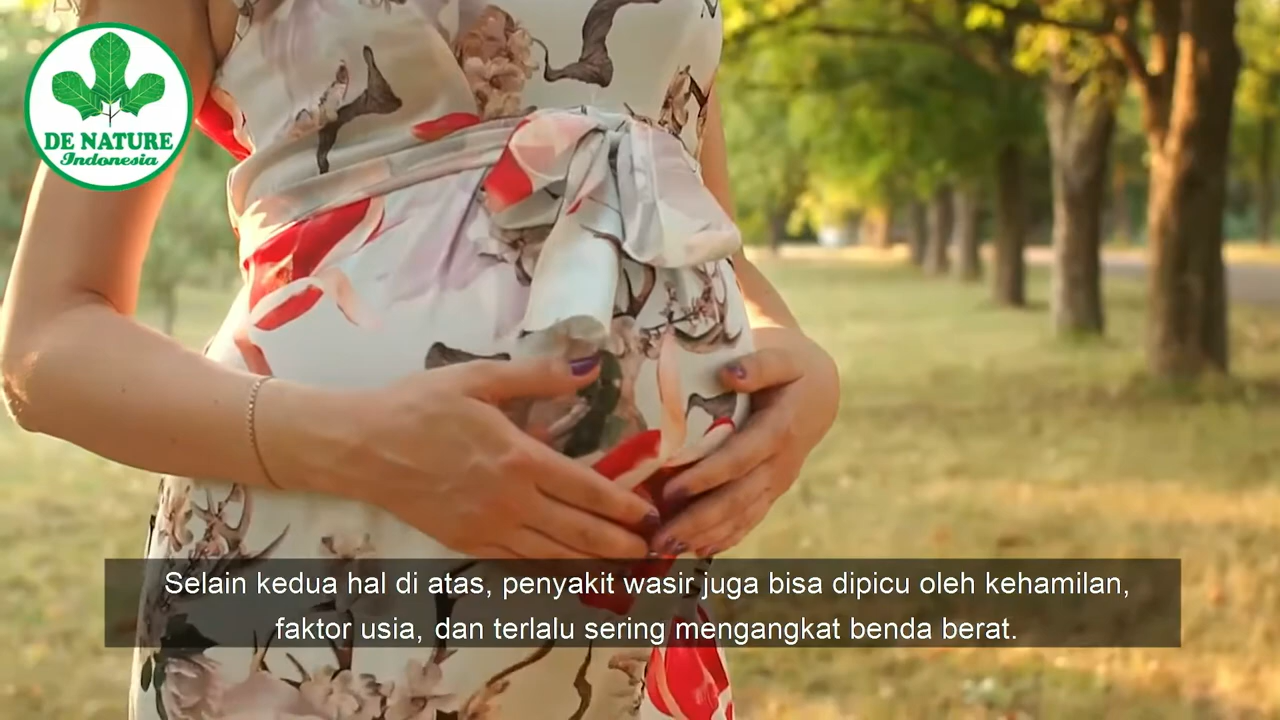 DE NATURE
Indonesia
Selain kedua hal di atas, penyakit wasir juga bisa dipicu oleh kehamilan,
faktor usia, dan terlalu sering mengangkat benda berat.